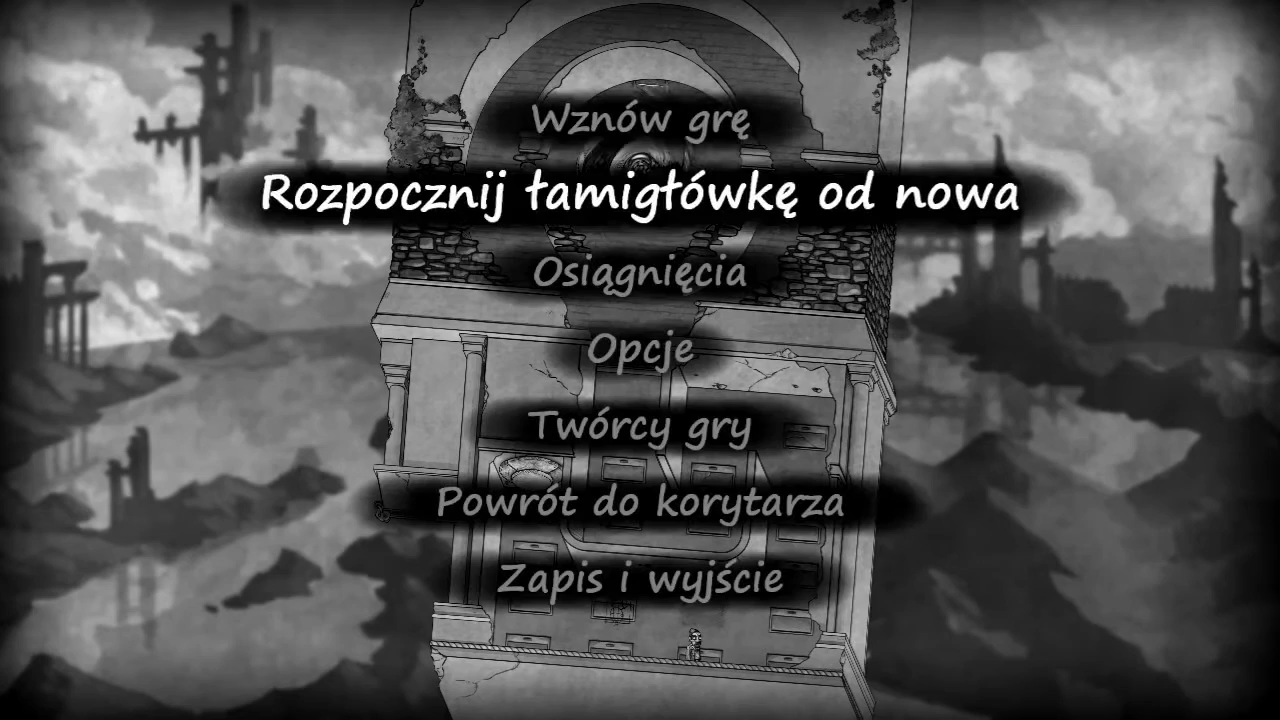 Wznów grę
Rozpocznij łamigłówkę od nowa
Osiągnięcia
Opcje
Twórcy gry
Powrót do korytarza
Zapis i wyjście